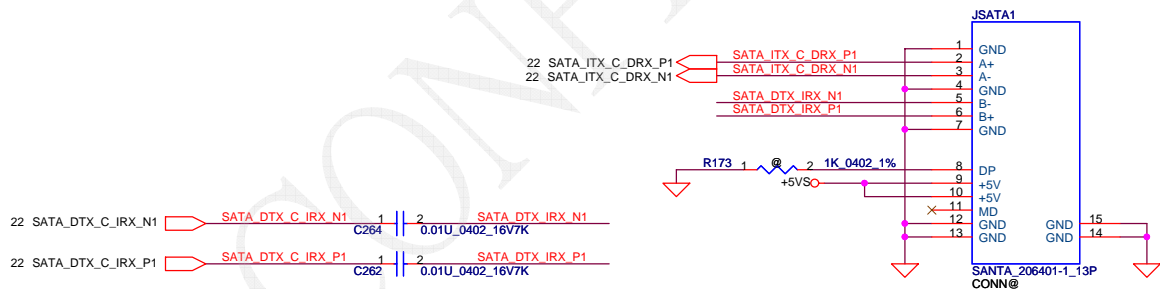 CONF
JSATA1
22 SATA_ITX_C_DRX_P1 SATA_ITX_C_DRX_P1
22 SATA_ITX_C_DRX_N1 SATA_ITX_C_DRX_N1
SATA_DTX_IRX_N1
SATA_DTX_IRX_P1
1 GND
2 A+
3 A-
4 GND
5 B-
6 B+
7 GND
R173 1 @ 2 1K_0402_1%
+5VS
8 DP
9 +5V
10 +5V
11 MD
12 GND
13 GND
GND 15
GND 14
SANTA_206401-1_13P
CONN@
22 SATA_DTX_C_IRX_N1 SATA_DTX_C_IRX_N1 1 2 SATA_DTX_IRX_N1
C264 0.01U_0402_16V7K
22 SATA_DTX_C_IRX_P1 SATA_DTX_C_IRX_P1 1 2 SATA_DTX_IRX_P1
C262 0.01U_0402_16V7K